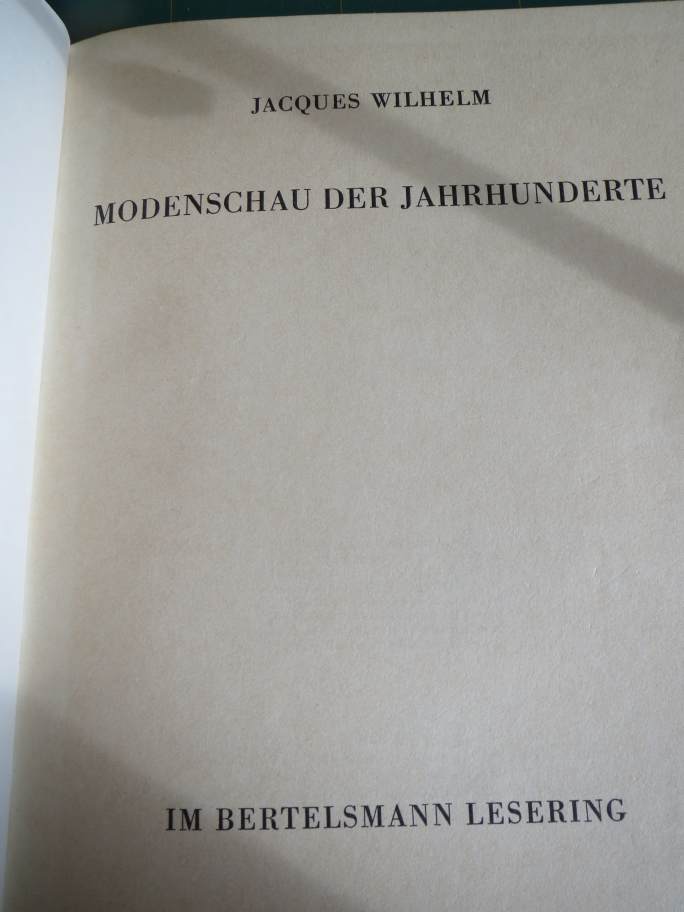 JACQUES WILHELM
MODENSCHAU DER JAHRHUNDERTE
IM BERTELSMANN LESERING